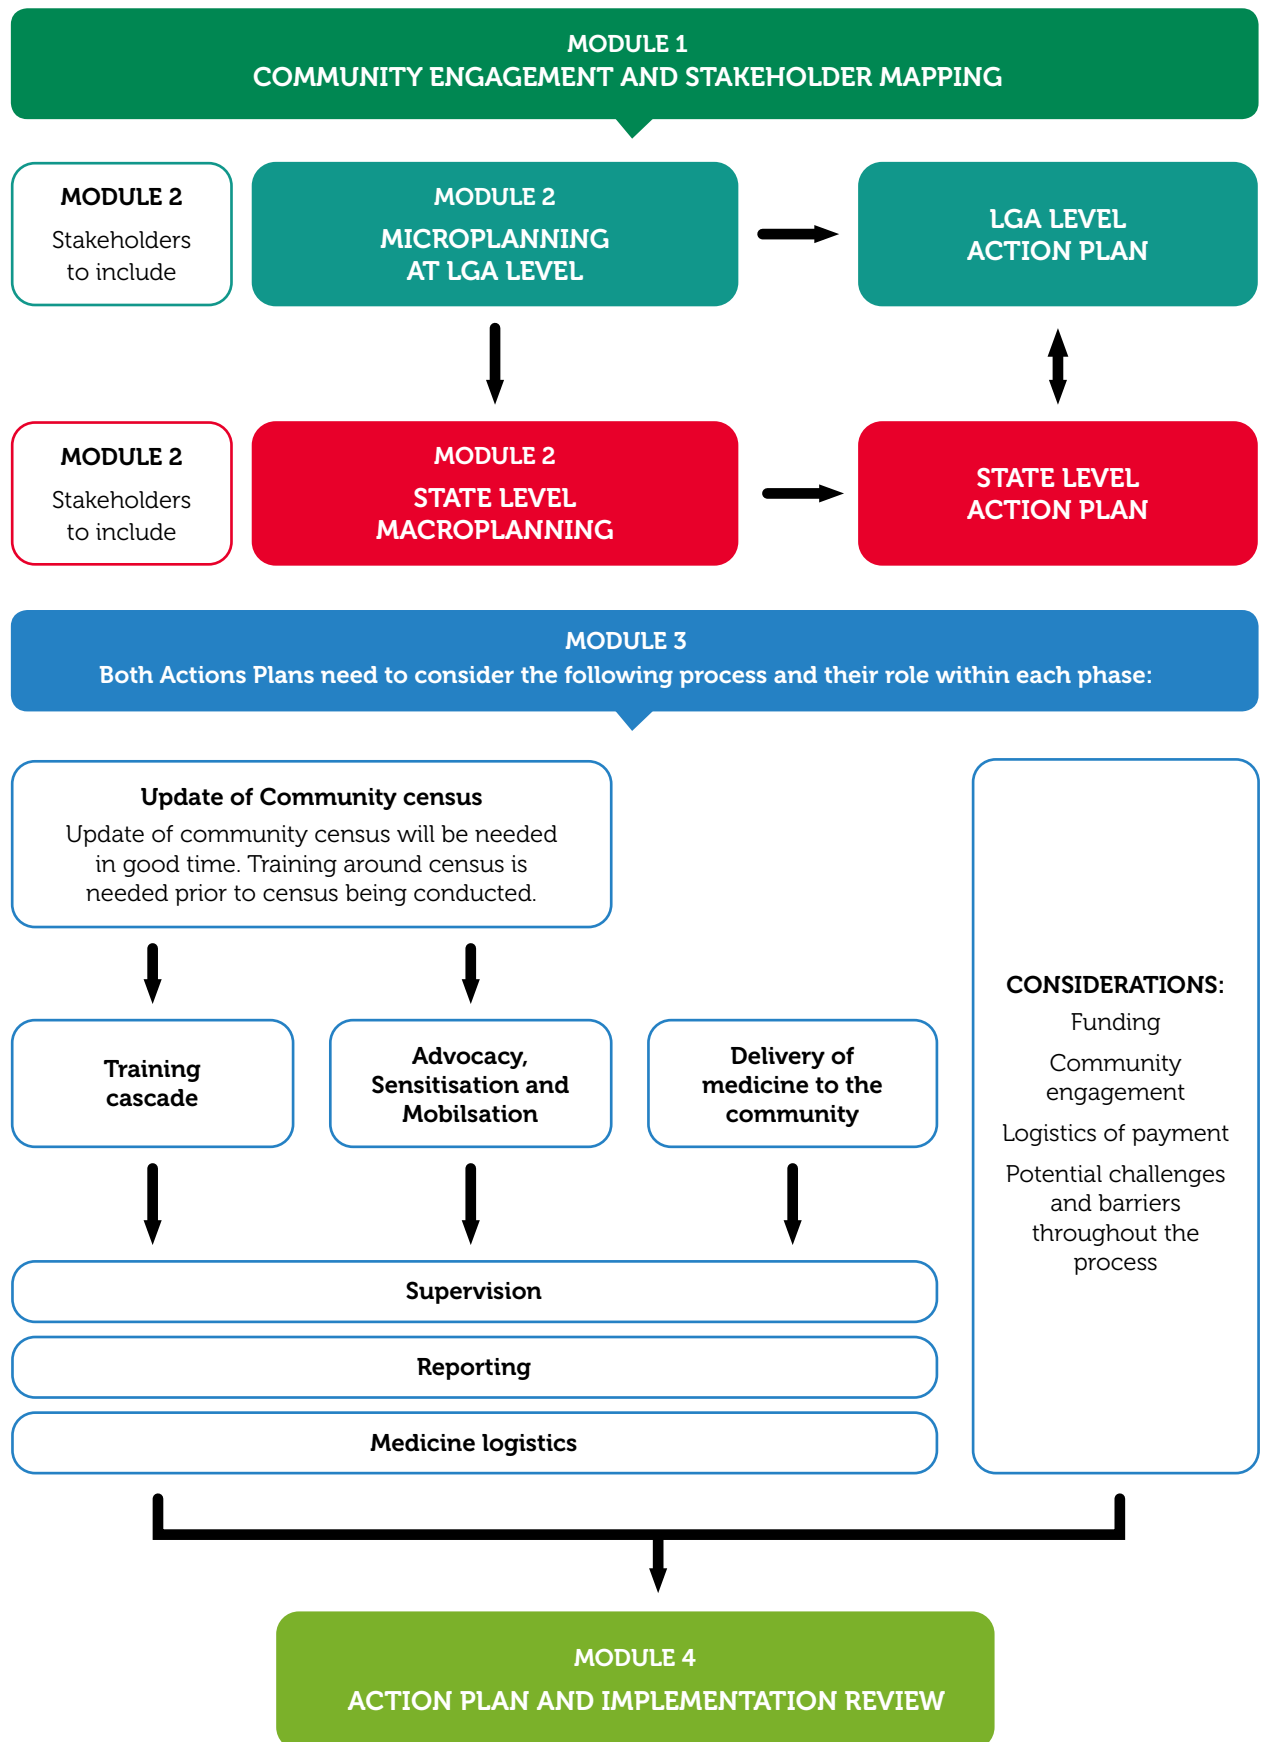 MODULE 1
COMMUNITY ENGAGEMENT AND STAKEHOLDER MAPPING
MODULE 2
Stakeholders
to include
MODULE 2
MICROPLANNING
AT LGA LEVEL
LGA LEVEL
ACTION PLAN
MODULE 2
Stakeholders
to include
MODULE 2
STATE LEVEL
MACROPLANNING
STATE LEVEL
ACTION PLAN
MODULE 3
Both Actions Plans need to consider the following process and their role within each phase:
Update of Community census
Update of community census will be needed
in good time. Training around census is
needed prior to census being conducted.
Training
cascade
Advocacy,
Sensitisation and
Mobilsation
Delivery of
medicine to the
community
Supervision
Reporting
Medicine logistics
CONSIDERATIONS:
Funding
Community
engagement
Logistics of payment
Potential challenges
and barriers
throughout the
process
MODULE 4
ACTION PLAN AND IMPLEMENTATION REVIEW